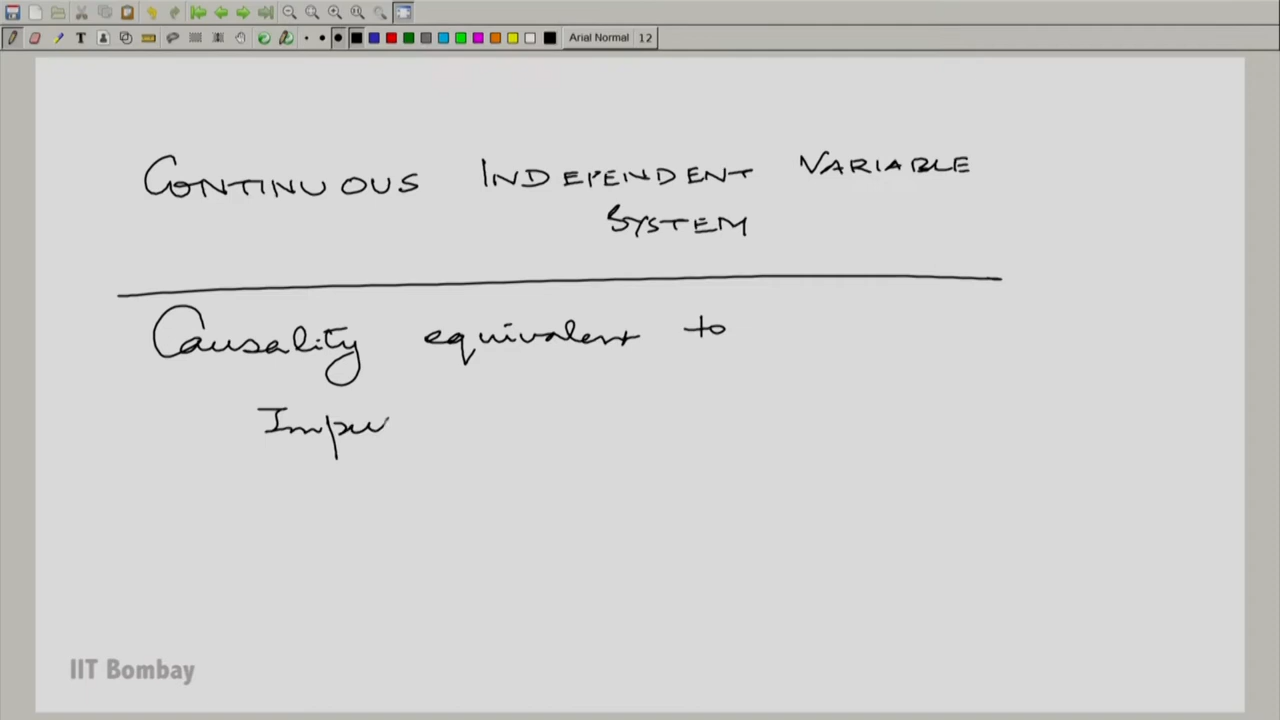 Arial Normal 12
CONTINUOUS INDEPENDENT VARIABLE
SYSTEM
Causality equivalent to
Impu
IIT Bombay